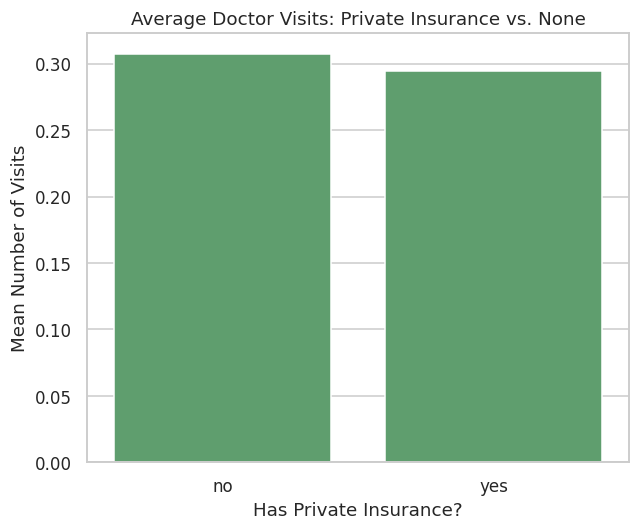 Average Doctor Visits: Private Insurance vs. None
Mean Number of Visits
0.30
0.25
0.20
0.15
0.10
0.05
0.00
no
yes
Has Private Insurance?